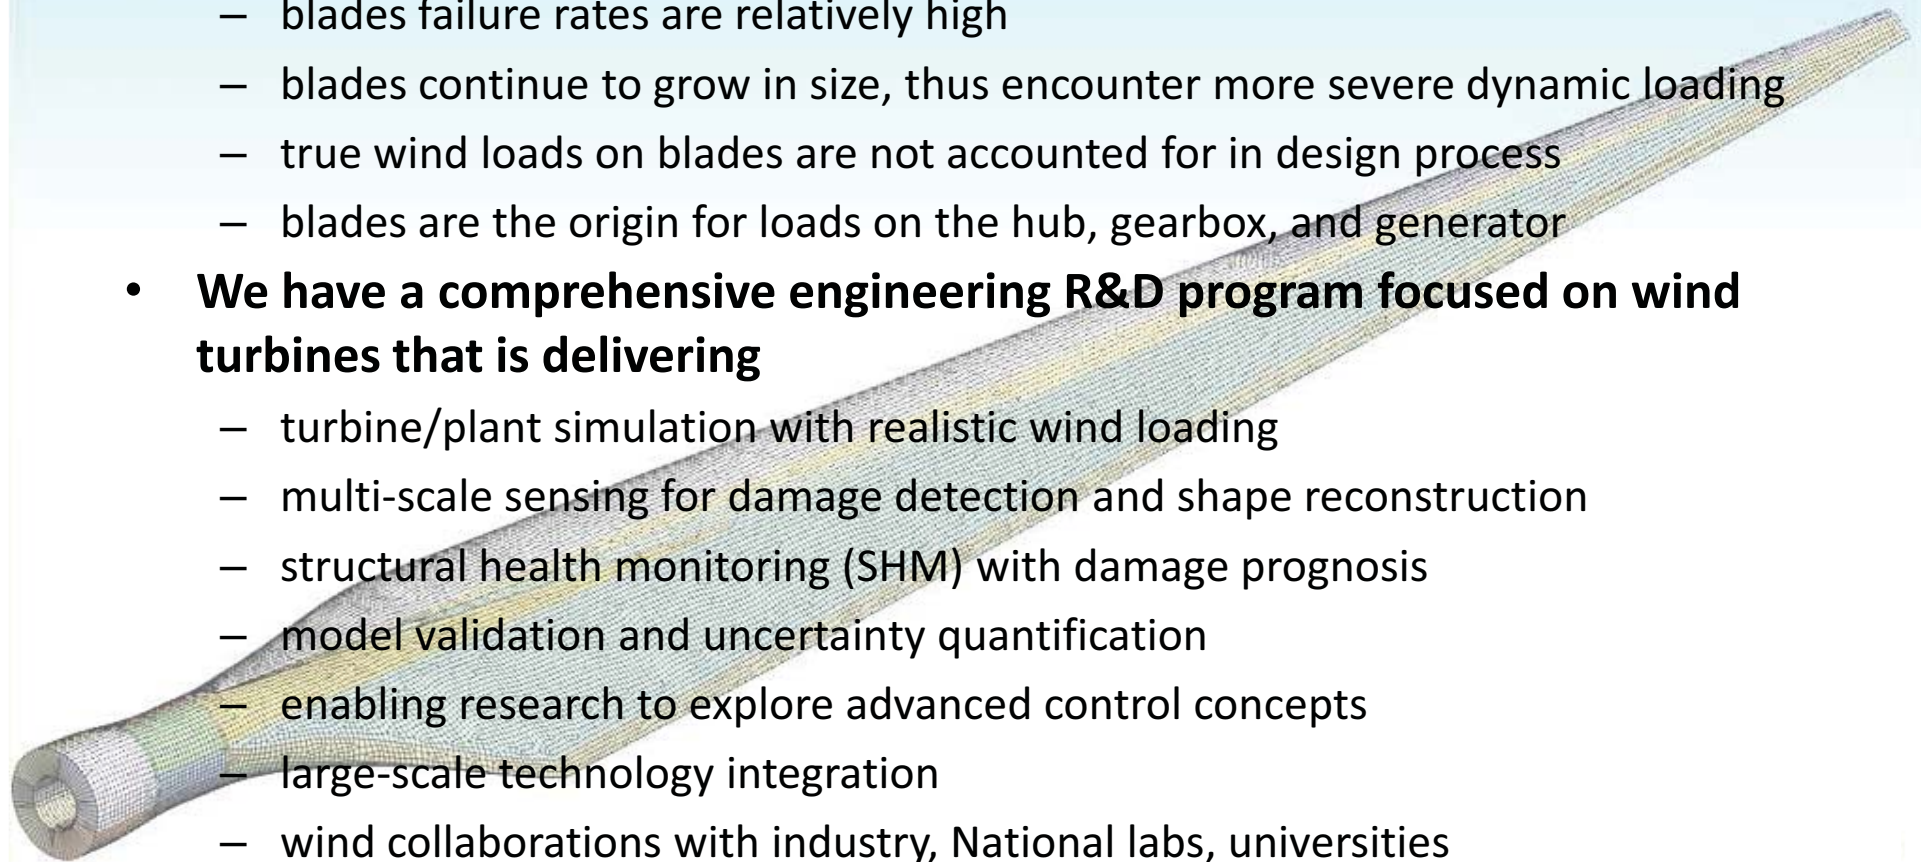 – blades failure rates are relatively high
– blades continue to grow in size, thus encounter more severe dynamic loading
– true wind loads on blades are not accounted for in design process
– blades are the origin for loads on the hub, gearbox, and generator
• We have a comprehensive engineering R&D program focused on wind
turbines that is delivering
– turbine/plant simulation with realistic wind loading
– multi-scale sensing for damage detection and shape reconstruction
– structural health monitoring (SHM) with damage prognosis
– model validation and uncertainty quantification
– enabling research to explore advanced control concepts
– large-scale technology integration
– wind collaborations with industry, National labs, universities